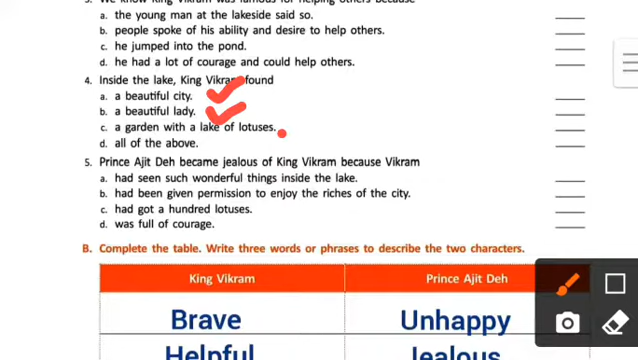 3. We know King Vikram was famous for helping others because
a. the young man at the lakeside said so.
b. people spoke of his ability and desire to help others.
c. he jumped into the pond.
d. he had a lot of courage and could help others.
4. Inside the lake, King Vikram found
a. a beautiful city.
b. a beautiful lady.
c. a garden with a lake of lotuses.
d. all of the above.
5. Prince Ajit Deh became jealous of King Vikram because Vikram
a. had seen such wonderful things inside the lake.
b. had been given permission to enjoy the riches of the city.
c. had got a hundred lotuses.
d. was full of courage.
B. Complete the table. Write three words or phrases to describe the two characters.
King Vikram Prince Ajit Deh
Brave Unhappy
Helpful Jealous